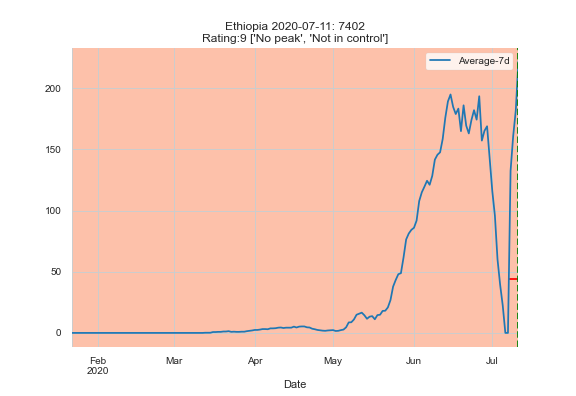 Ethiopia 2020-07-11: 7402
Rating:9 ['No peak', 'Not in control']
Average-7d
200
150
100
50
0
Feb
2020
Mar
Apr
May
Jun
Jul
Date